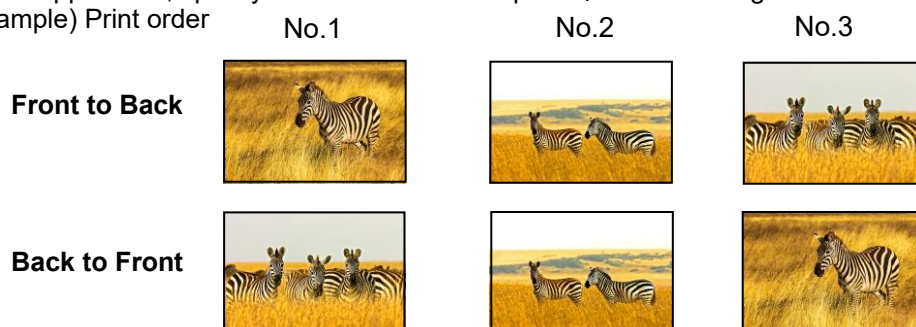 ample) Print order
No.1
No.2
No.3
Front to Back
Back to Front